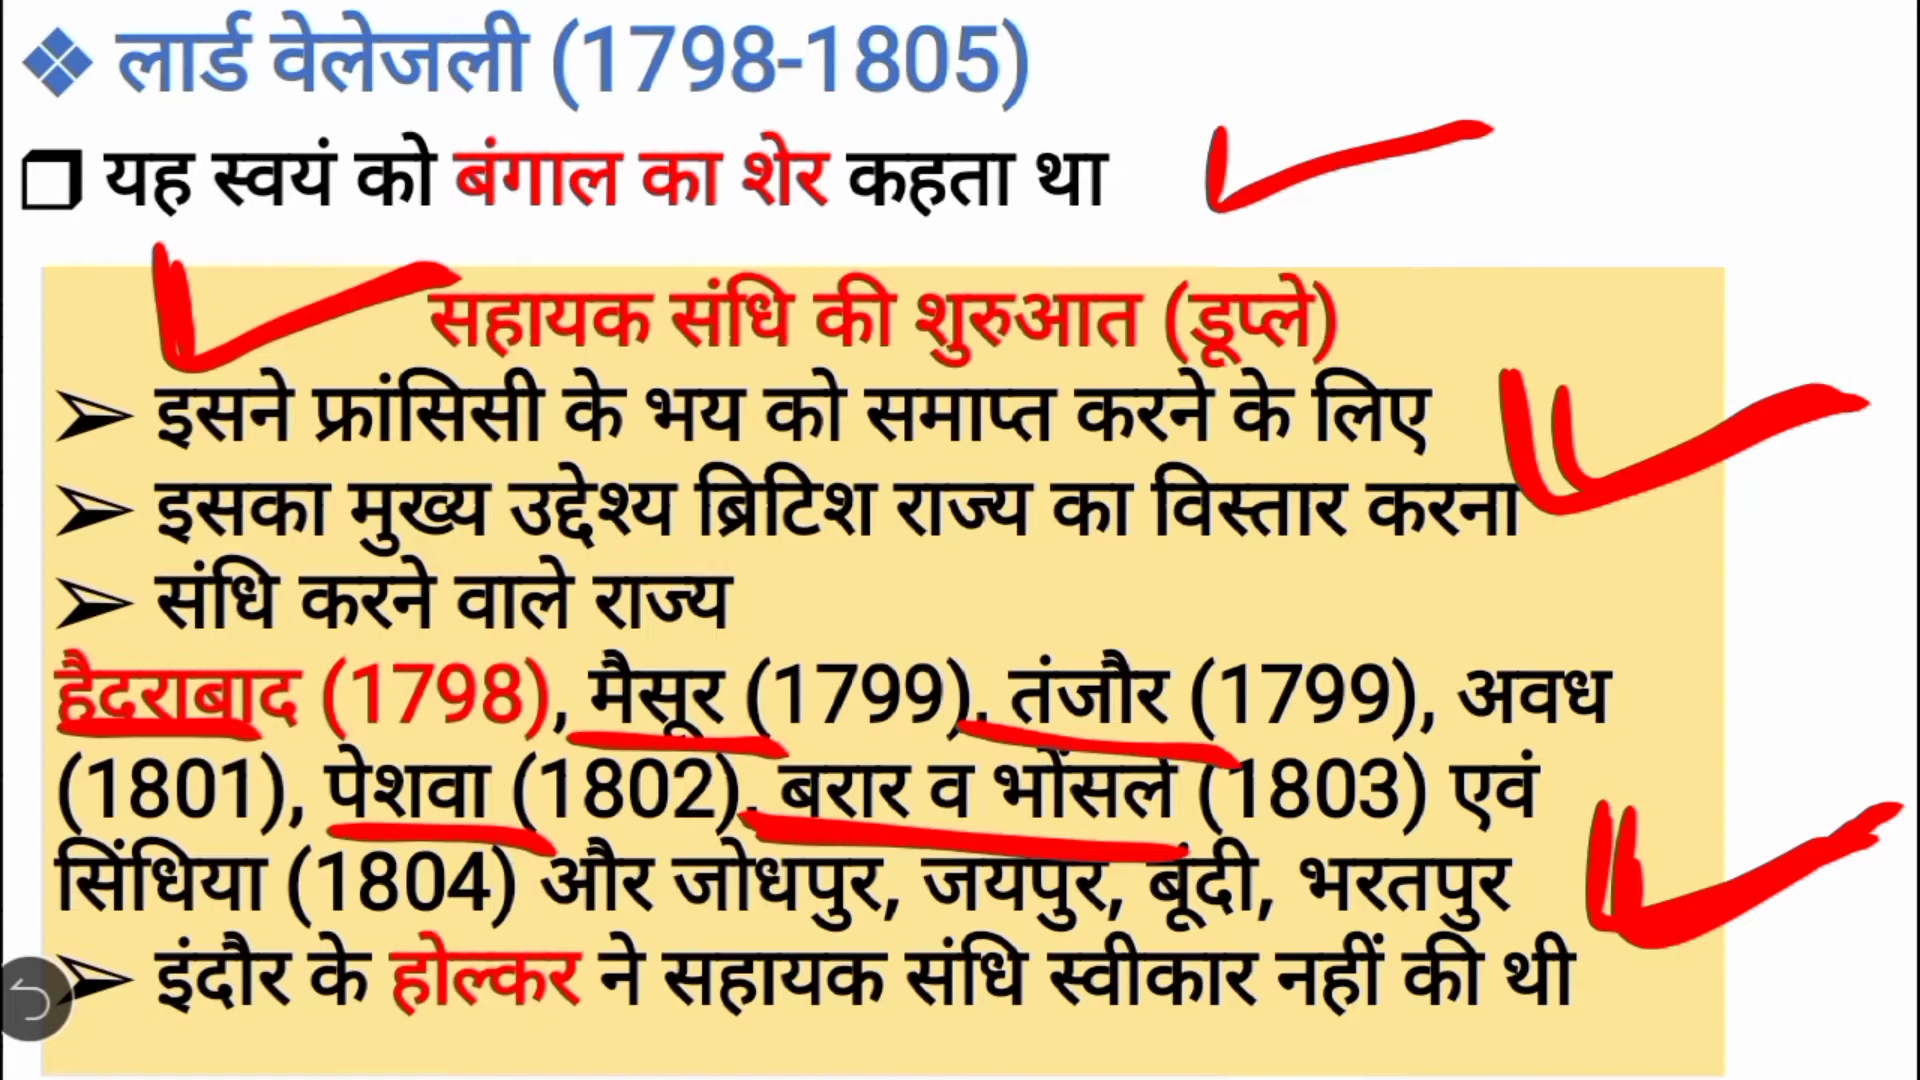 ❖ लार्ड वेलेजली (1798-1805)
❒ यह स्वयं को बंगाल का शेर कहता था
सहायक संधि की शुरुआत (डूप्ले)
➢ इसने फ्रांसिसी के भय को समाप्त करने के लिए
➢ इसका मुख्य उद्देश्य ब्रिटिश राज्य का विस्तार करना
➢ संधि करने वाले राज्य
हैदराबाद (1798), मैसूर (1799), तंजौर (1799), अवध
(1801), पेशवा (1802), बरार व भोंसले (1803) एवं
सिंधिया (1804) और जोधपुर, जयपुर, बूंदी, भरतपुर
➢ इंदौर के होल्कर ने सहायक संधि स्वीकार नहीं की थी